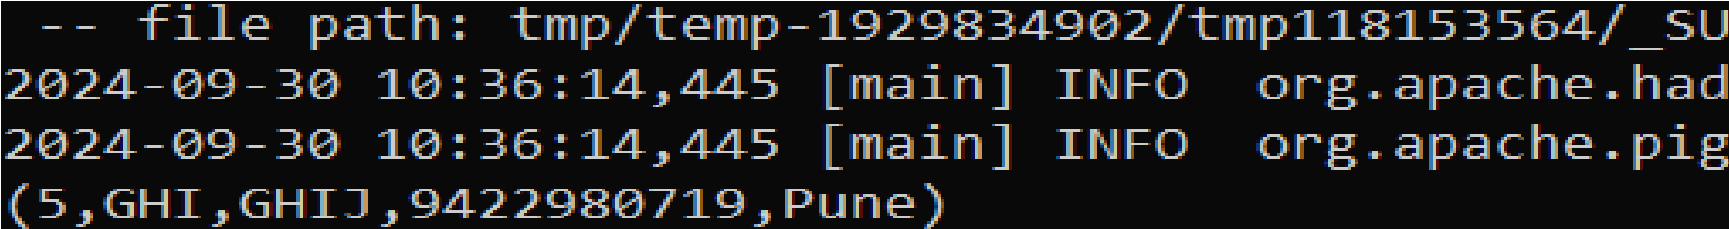 -- file path: tmp/temp-1929834902/tmp118153564/_SU
2024-09-30 10:36:14,445 [main] INFO  org.apache.had
2024-09-30 10:36:14,445 [main] INFO  org.apache.pig
(5,GHI,GHIJ,9422980719,Pune)